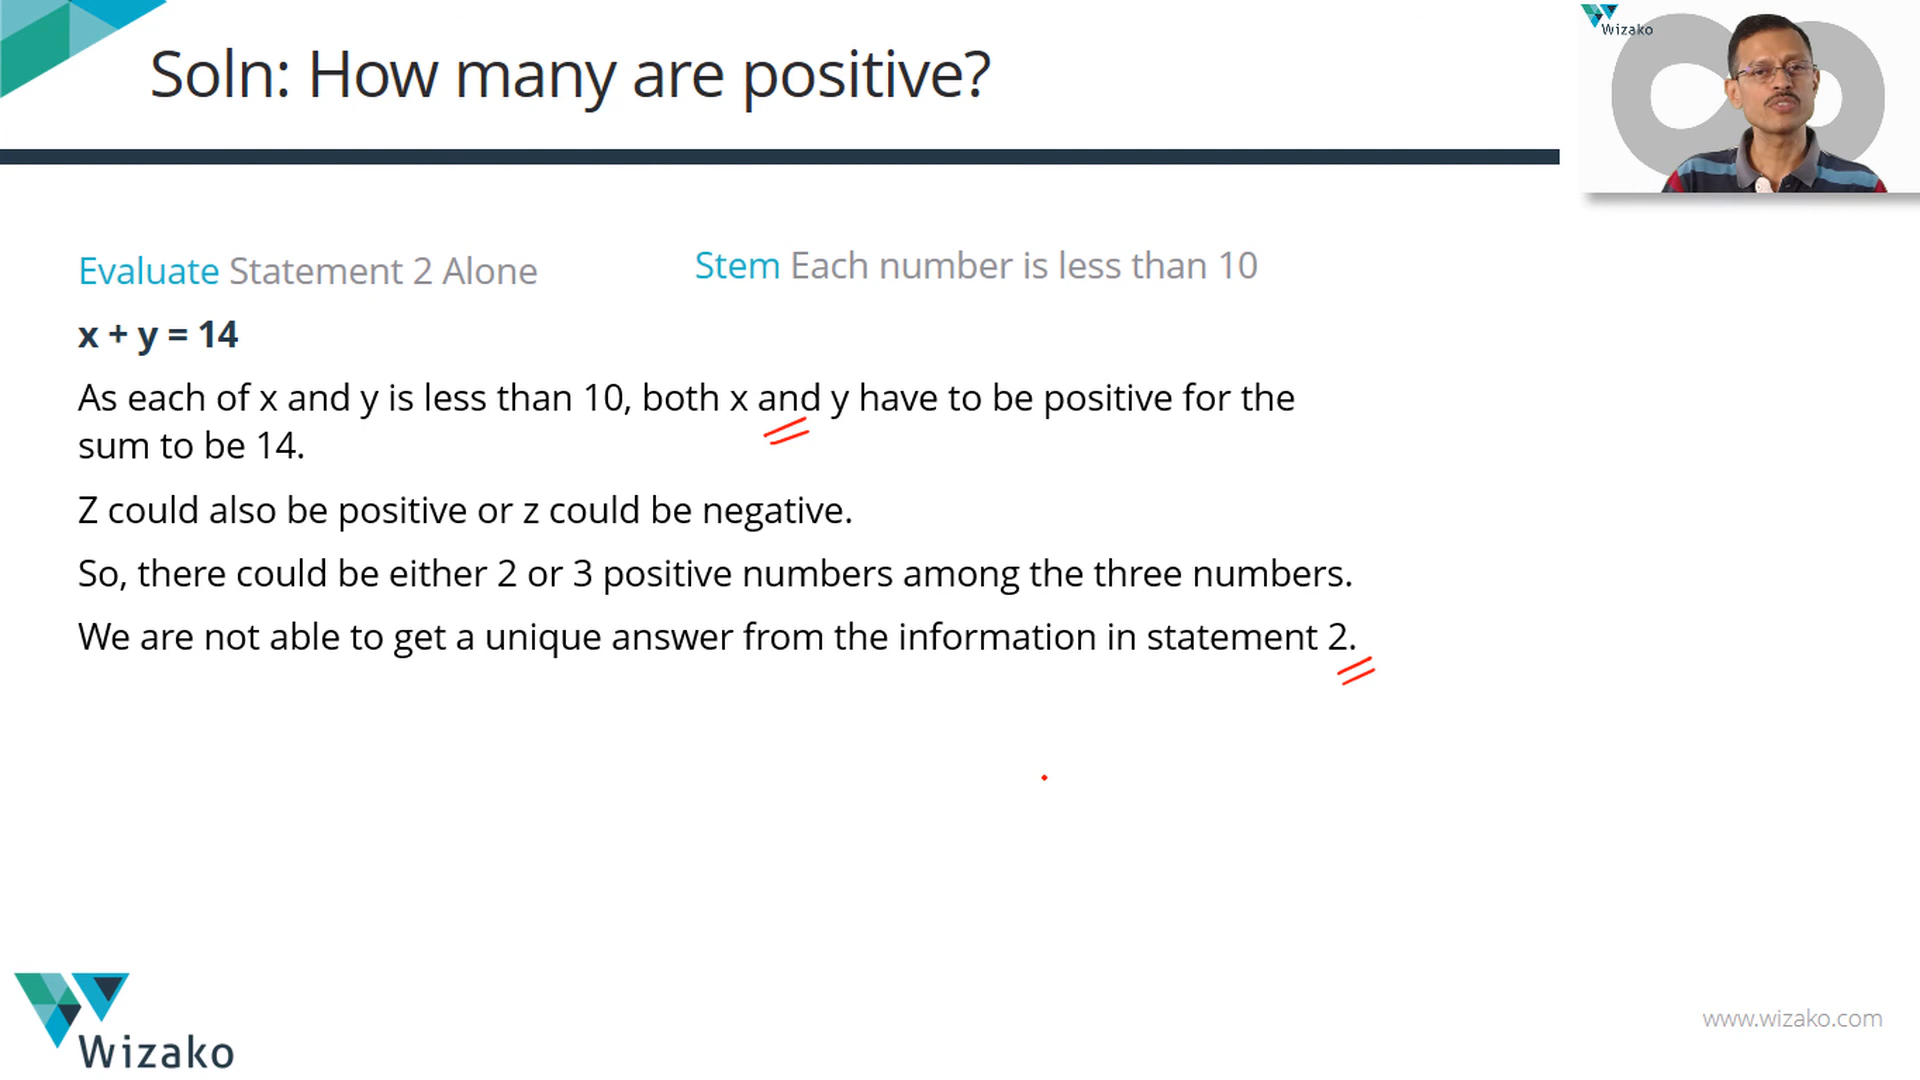 Soln: How many are positive?
Wizako
Evaluate Statement 2 Alone
Stem Each number is less than 10
x + y = 14
As each of x and y is less than 10, both x and y have to be positive for the
sum to be 14.
Z could also be positive or z could be negative.
So, there could be either 2 or 3 positive numbers among the three numbers.
We are not able to get a unique answer from the information in statement 2.
Wizako
www.wizako.com